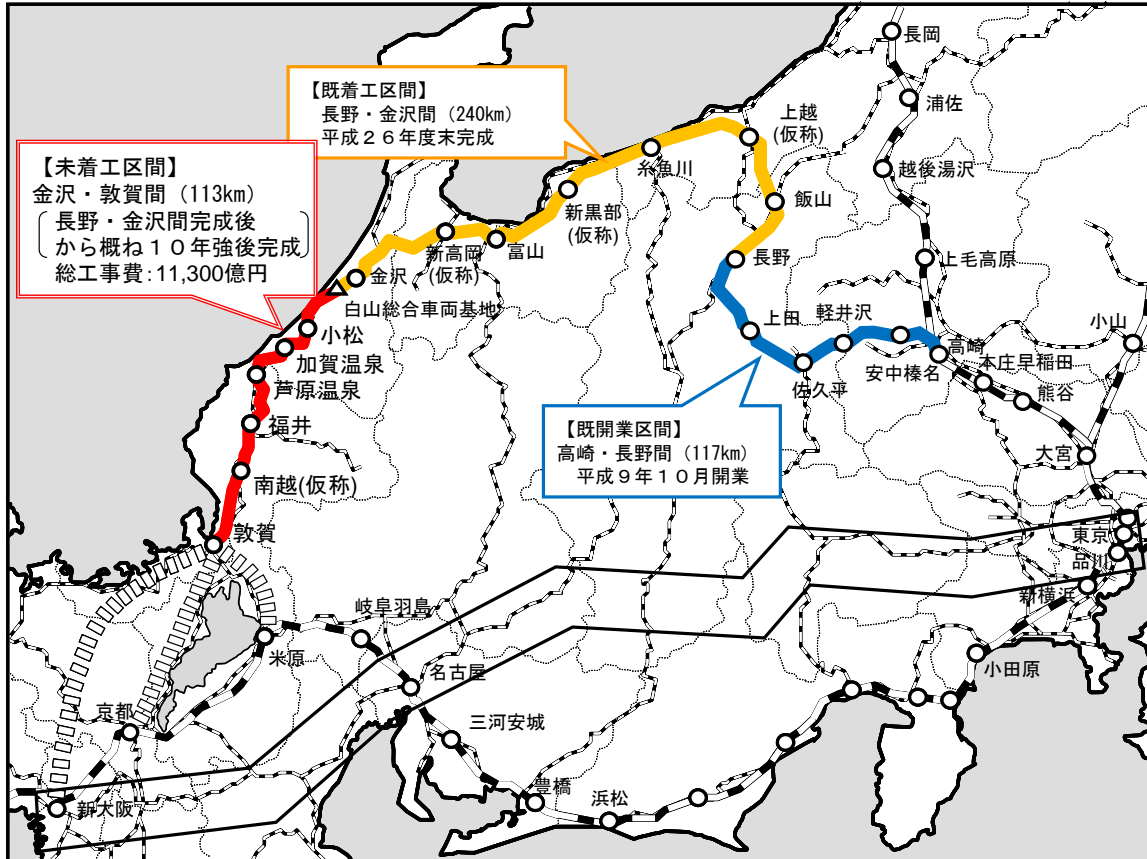 長岡
浦佐
越後湯沢
上毛高原
小山
【既着工区間】
長野・金沢間 (240km)
平成２６年度末完成
上越
(仮称)
糸魚川
飯山
新黒部
(仮称)
富山
新高岡
(仮称)
金沢
白山総合車両基地
【未着工区間】
金沢・敦賀間 (113km)
長野・金沢間完成後
から概ね１０年強後完成
総工事費：11,300億円
小松
加賀温泉
芦原温泉
福井
南越(仮称)
敦賀
長野
上田
軽井沢
佐久平
安中榛名
高崎
本庄早稲田
熊谷
大宮
【既開業区間】
高崎・長野間 (117km)
平成９年１０月開業
東京
品川
新横浜
小田原
岐阜羽島
米原
名古屋
京都
三河安城
豊橋
浜松
新大阪